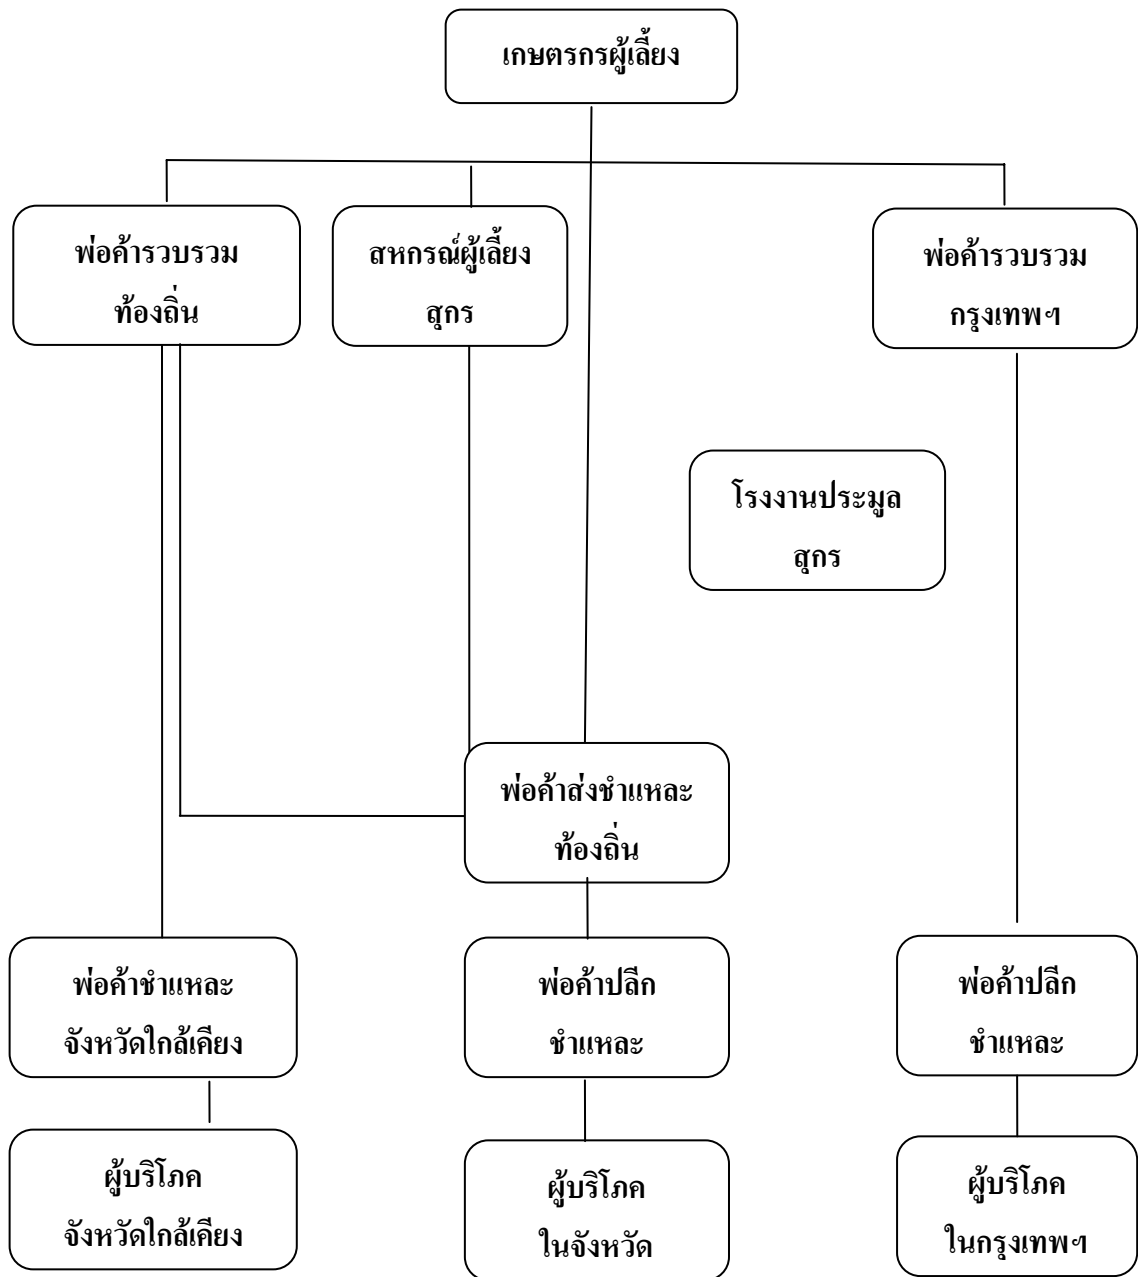 เกษตรกรผู้เลี้ยง
พ่อค้ารวบรวม
ท้องถิ่น
สหกรณ์ผู้เลี้ยง
สุกร
พ่อค้ารวบรวม
กรุงเทพฯ
โรงงานประมูล
สุกร
พ่อค้าส่งชำแหละ
ท้องถิ่น
พ่อค้าชำแหละ
จังหวัดใกล้เคียง
พ่อค้าปลีก
ชำแหละ
พ่อค้าปลีก
ชำแหละ
ผู้บริโภค
จังหวัดใกล้เคียง
ผู้บริโภค
ในจังหวัด
ผู้บริโภค
ในกรุงเทพฯ